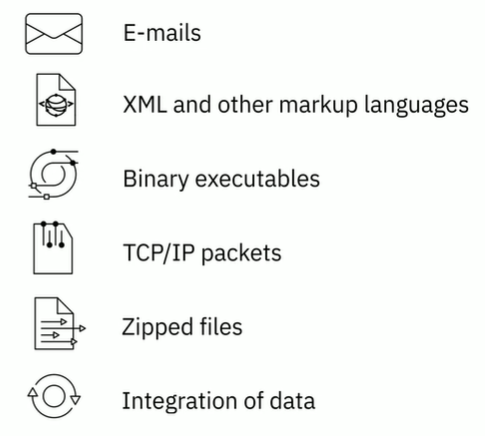 E-mails
XML and other markup languages
Binary executables
TCP/IP packets
Zipped files
Integration of data